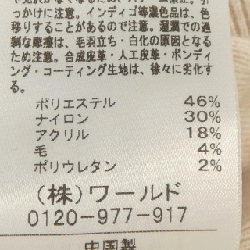 っかけに注意。インディゴ等濃色品は、色
移りすることがあるのでご注意。湿潤での過
剰な摩擦は、毛羽立ち・白化の原因となる
ため注意。合成皮革・人工皮革・ボンディ
ング・コーティング生地は、徐々に劣化す
る。
ポリエステル 46%
ナイロン 30%
アクリル 18%
毛 4%
ポリウレタン 2%
(株)ワールド
0120-977-917
中国製